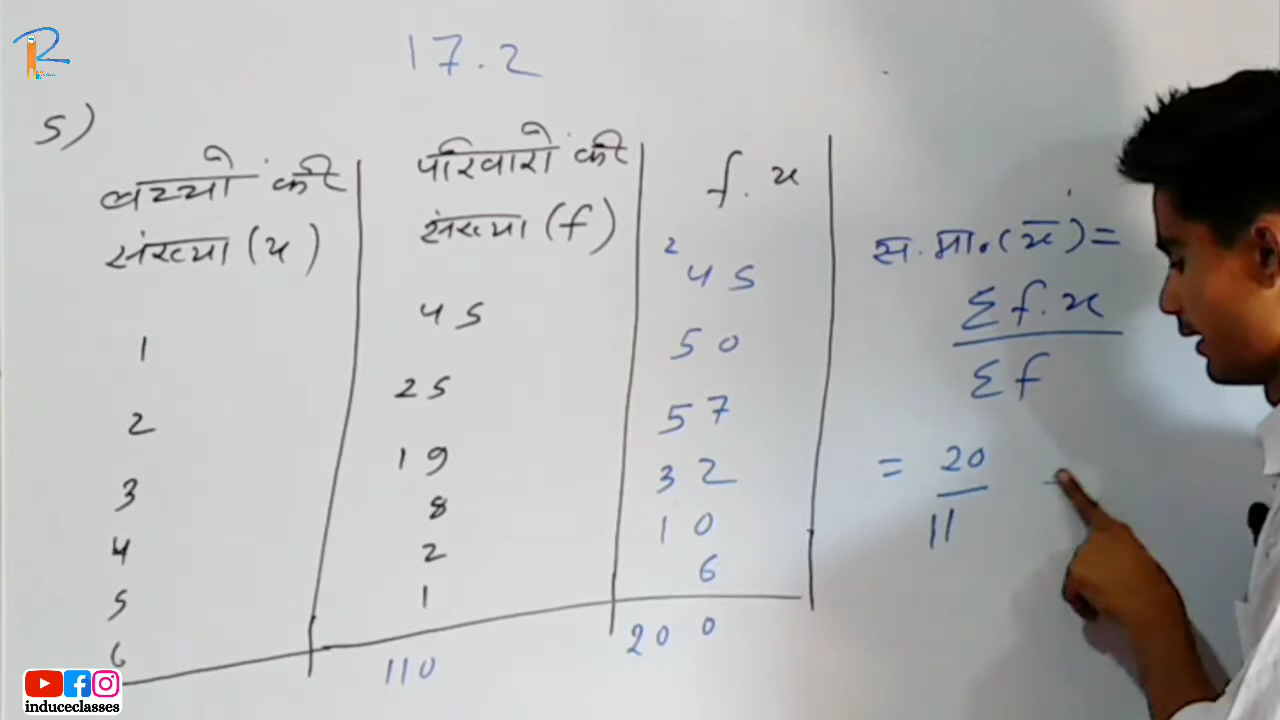 17.2
5)
बच्चो की संख्या (x)
परिवारो की संख्या (f)
f.x
1 45 2 45
2 25 50
3 19 57
4 8 32
5 2 10
6 1 6
110 200
स.मा.(x̄) =
Σf.x
Σf
= 20
11
induceclasses